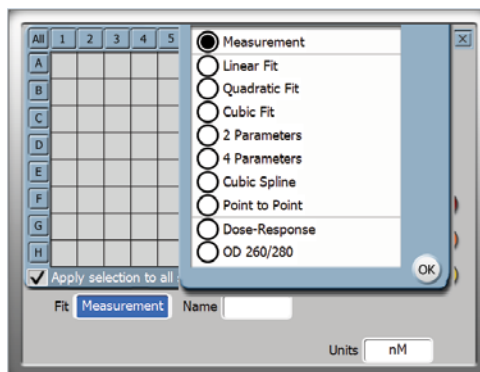 All 1 2 3 4 5
A
B
C
D
E
F
G
H
Measurement
Linear Fit
Quadratic Fit
Cubic Fit
2 Parameters
4 Parameters
Cubic Spline
Point to Point
Dose-Response
OD 260/280
OK
Apply selection to all
Fit Measurement Name
Units nM